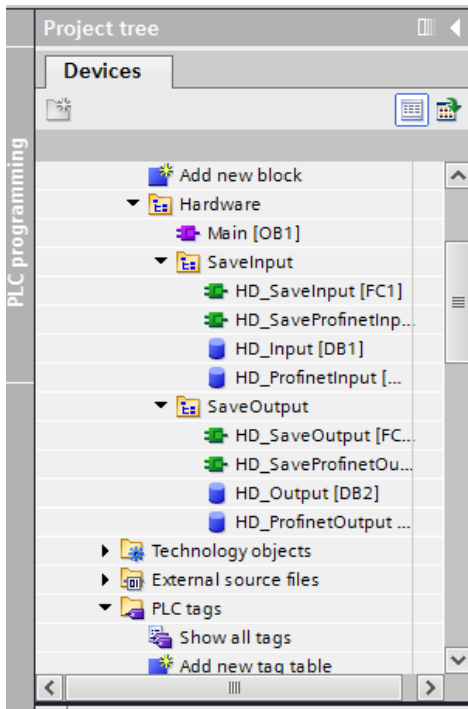 Project tree
Devices
PLC programming
Add new block
Hardware
Main [OB1]
SaveInput
HD_SaveInput [FC1]
HD_SaveProfinetInp...
HD_Input [DB1]
HD_ProfinetInput [...
SaveOutput
HD_SaveOutput [FC...
HD_SaveProfinetOu...
HD_Output [DB2]
HD_ProfinetOutput ...
Technology objects
External source files
PLC tags
Show all tags
Add new tag table